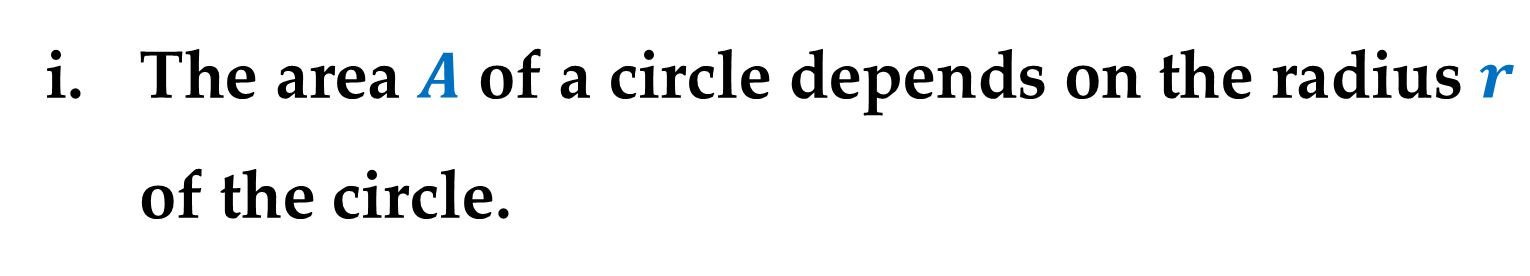 i. The area A of a circle depends on the radius r
of the circle.